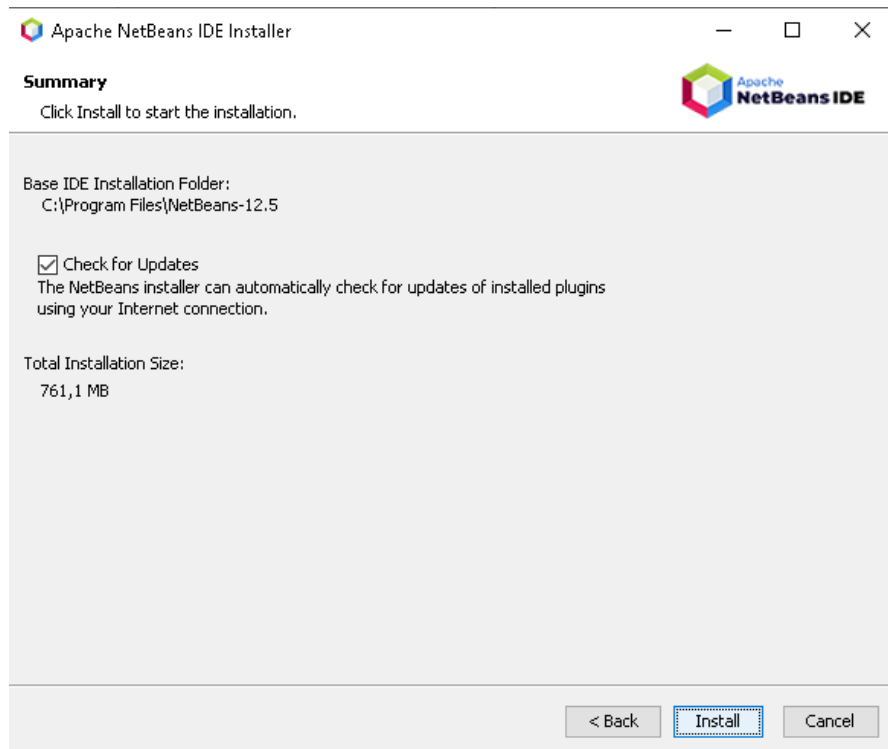 Apache NetBeans IDE Installer
Summary
Click Install to start the installation.
Apache
NetBeans IDE
Base IDE Installation Folder:
C:\Program Files\NetBeans-12.5
Check for Updates
The NetBeans installer can automatically check for updates of installed plugins
using your Internet connection.
Total Installation Size:
761,1 MB
< Back
Install
Cancel